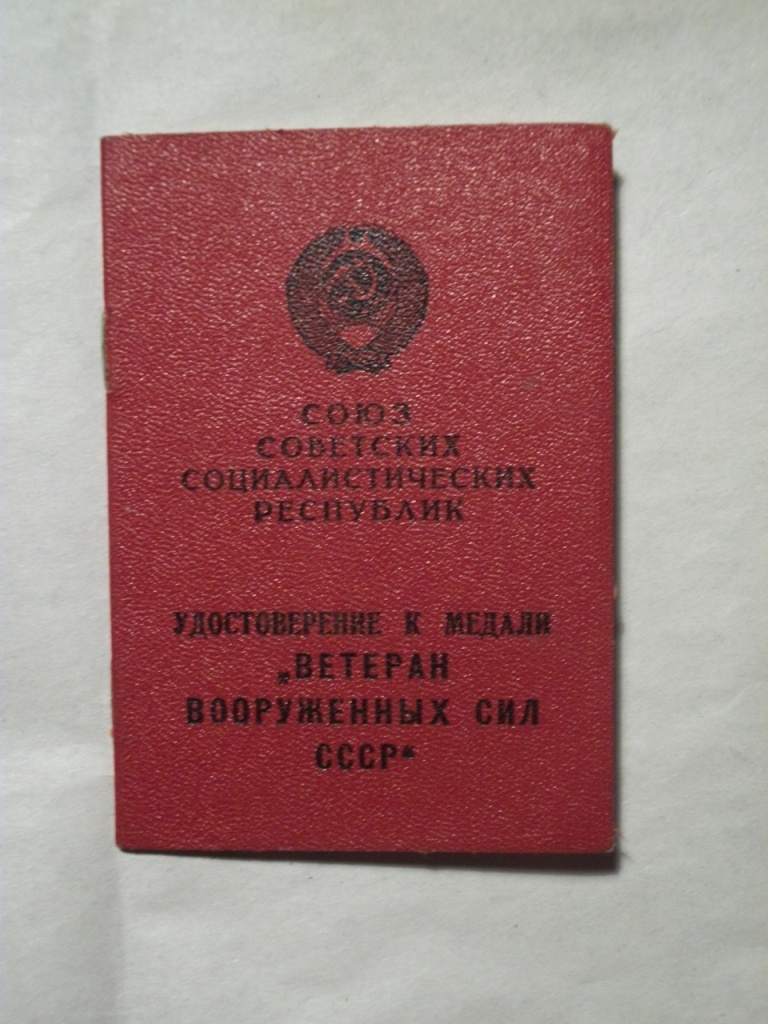 СОЮЗ
СОВЕТСКИХ
СОЦИАЛИСТИЧЕСКИХ
РЕСПУБЛИК
УДОСТОВЕРЕНИЕ К МЕДАЛИ
„ВЕТЕРАН
ВООРУЖЕННЫХ СИЛ
СССР“